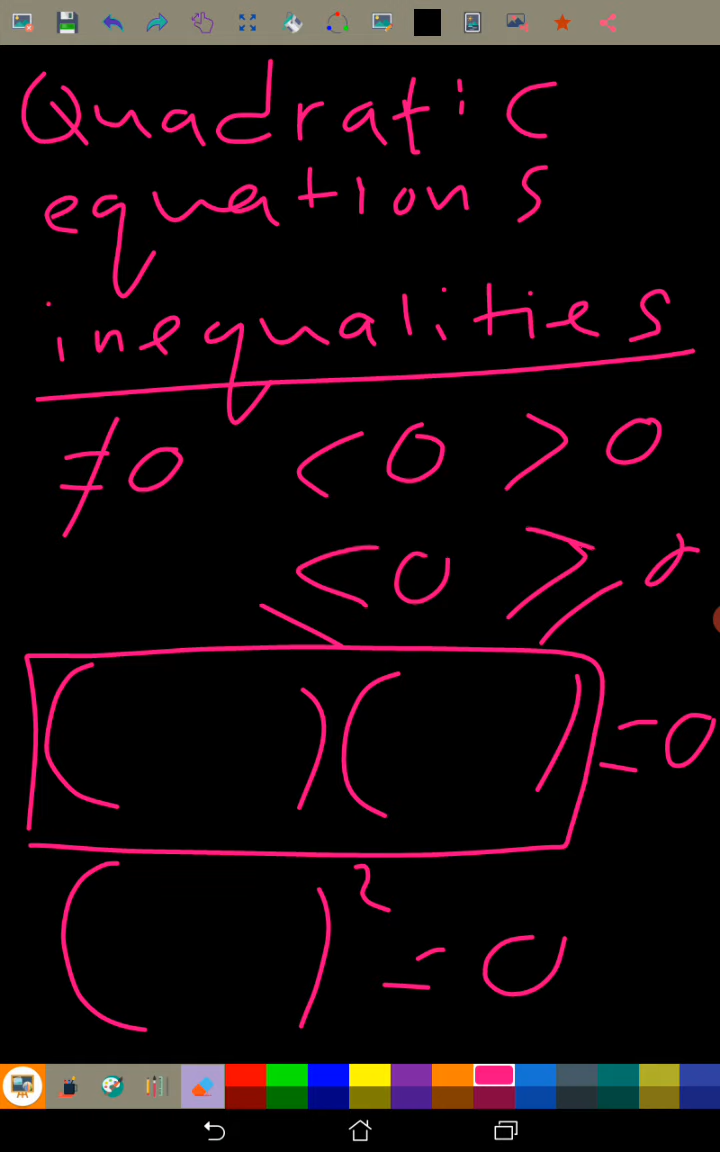 Quadratic
equations
inequalities
≠0 <0 >0
≤0 ≥0
( )( ) =0
( )² =0